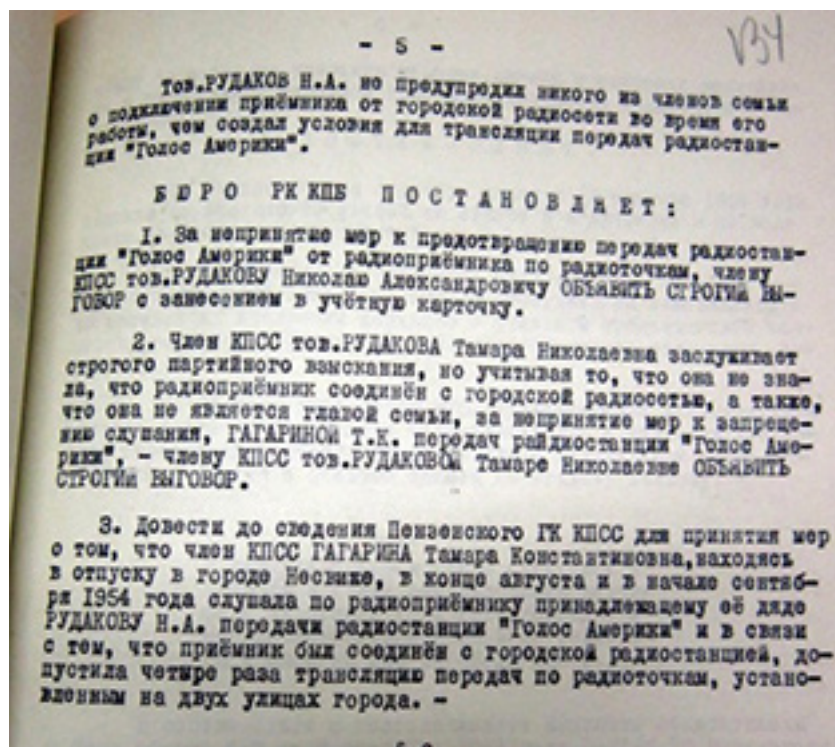 - 5 -
134
Тов.РУДАКОВ Н.А. не предупредил никого из членов семьи
о подключении приёмника от городской радиосети во время его
работы, чем создал условия для трансляции передач радиостан-
ции "Голос Америки".
БЮРО РК КПБ ПОСТАНОВЛЯЕТ:
1. За непринятие мер к предотвращению передач радиостан-
ции "Голос Америки" от радиоприёмника по радиоточкам, члену
КПСС тов.РУДАКОВУ Николаю Александровичу ОБЪЯВИТЬ СТРОГИЙ ВЫ-
ГОВОР с занесением в учётную карточку.
2. Член КПСС тов.РУДАКОВА Тамара Николаевна заслуживает
строгого партийного взыскания, но учитывая то, что она не зна-
ла, что радиоприёмник соединён с городской радиосетью, а также,
что она не является главой семьи, за непринятие мер к запреще-
нию слушания, ГАГАРИНОЙ Т.К. передач райдиостанции "Голос Аме-
рики", - члену КПСС тов.РУДАКОВОЙ Тамаре Николаевне ОБЪЯВИТЬ
СТРОГИЙ ВЫГОВОР.
3. Довести до сведения Пензенского ГК КПСС для принятия мер
о том, что член КПСС ГАГАРИНА Тамара Константиновна,находясь
в отпуску в городе Несвиже, в конце августа и в начале сентяб-
ря 1954 года слушала по радиоприёмнику принадлежащему её дяде
РУДАКОВУ Н.А. передачи радиостанции "Голос Америки" и в связи
с тем, что приёмник был соединён с городской радиостанцией, до-
пустила четыре раза трансляцию передач по радиоточкам, устано-
вленным на двух улицах города. -